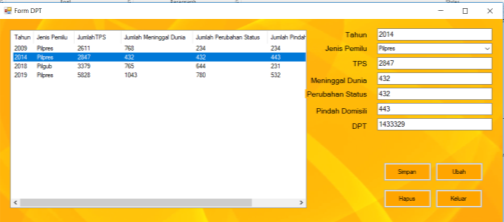 Form DPT
Tahun Jenis Pemilu JumlahTPS Jumlah Meninggal Dunia Jumlah Perubahan Status Jumlah Pindah
2009 Pilpres 2611 768 234 234
2014 Pilpres 2847 432 432 443
2018 Pilgub 3379 765 644 231
2019 Pilpres 5828 1043 780 532
Tahun 2014
Jenis Pemilu Pilpres
TPS 2847
Meninggal Dunia 432
Perubahan Status 432
Pindah Domisili 443
DPT 1433329
Simpan Ubah
Hapus Keluar